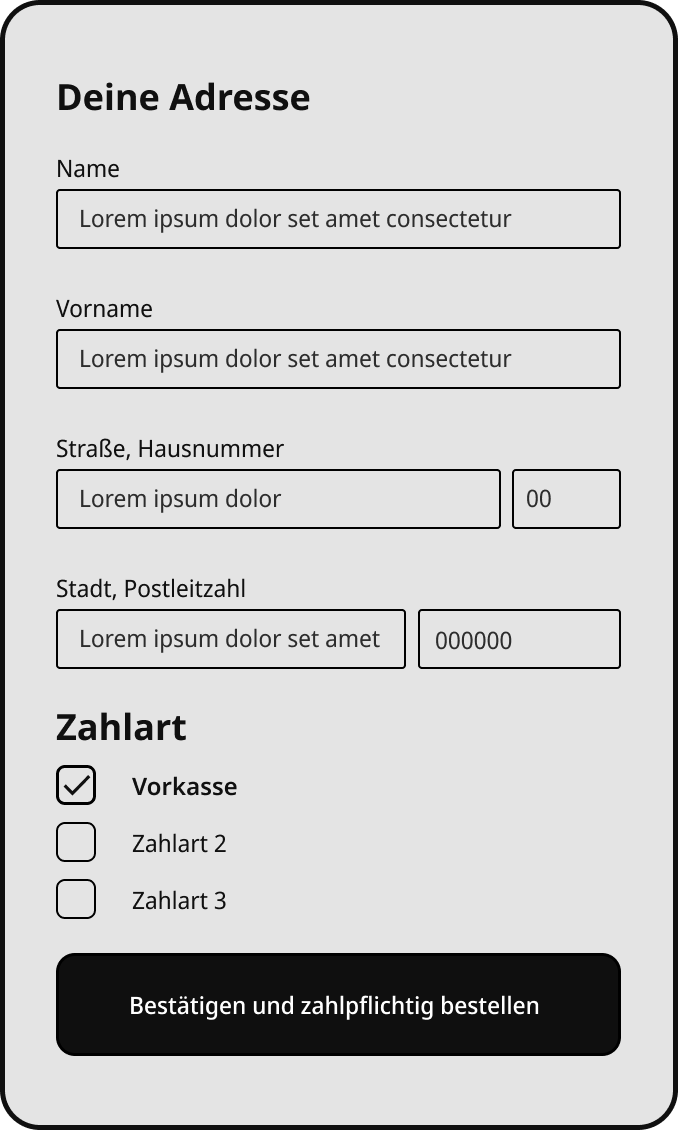 Deine Adresse
Name
Lorem ipsum dolor set amet consectetur
Vorname
Lorem ipsum dolor set amet consectetur
Straße, Hausnummer
Lorem ipsum dolor 00
Stadt, Postleitzahl
Lorem ipsum dolor set amet 000000
Zahlart
Vorkasse
Zahlart 2
Zahlart 3
Bestätigen und zahlpflichtig bestellen